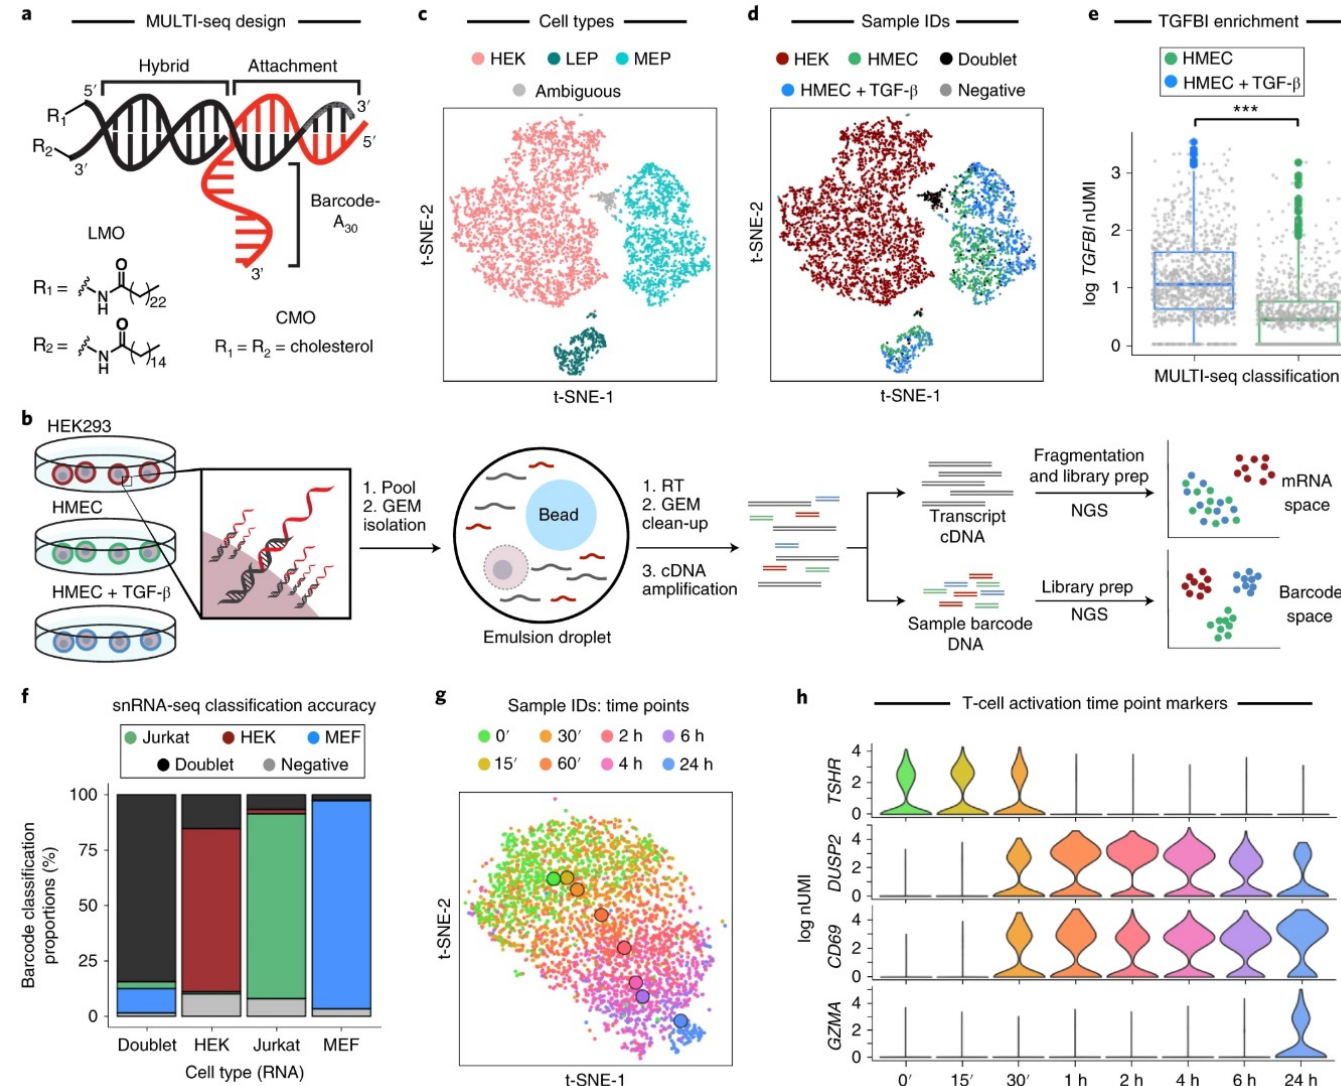 a
MULTI-seq design
Hybrid
Attachment
5′
3′
R1
R2
3′
5′
Barcode-
A30
3′
LMO
R1 =
N
H
O
22
R2 =
N
H
O
14
CMO
R1 = R2 = cholesterol
c
Cell types
HEK
LEP
MEP
Ambiguous
t-SNE-2
t-SNE-1
d
Sample IDs
HEK
HMEC
Doublet
HMEC + TGF-β
Negative
t-SNE-2
t-SNE-1
e
TGFBI enrichment
HMEC
HMEC + TGF-β
***
log TGFBI nUMI
3
2
1
0
MULTI-seq classification
b
HEK293
HMEC
HMEC + TGF-β
1. Pool
2. GEM
isolation
Bead
Emulsion droplet
1. RT
2. GEM
clean-up
3. cDNA
amplification
Transcript
cDNA
Sample barcode
DNA
Fragmentation
and library prep
NGS
Library prep
NGS
mRNA
space
Barcode
space
f
snRNA-seq classification accuracy
Jurkat
HEK
MEF
Doublet
Negative
Barcode classification
proportions (%)
100
75
50
25
0
Doublet
HEK
Jurkat
MEF
Cell type (RNA)
g
Sample IDs: time points
0′
30′
2 h
6 h
15′
60′
4 h
24 h
t-SNE-2
t-SNE-1
h
T-cell activation time point markers
log nUMI
TSHR
4
2
0
DUSP2
4
2
0
CD69
4
2
0
GZMA
4
2
0
0′
15′
30′
1 h
2 h
4 h
6 h
24 h